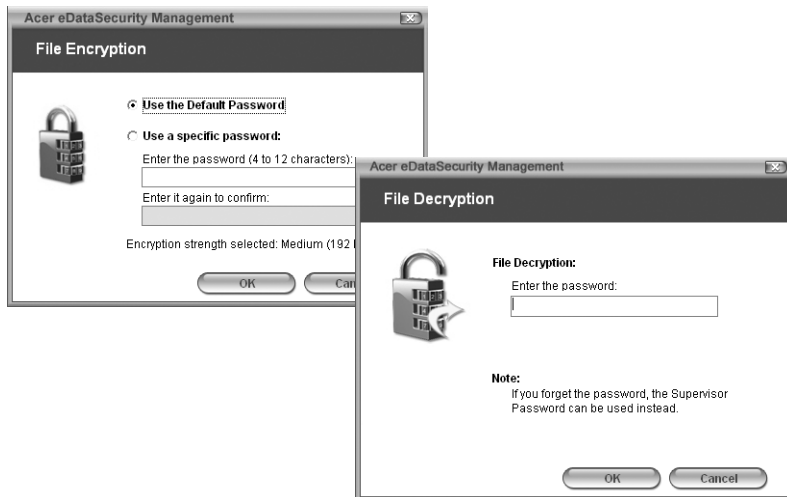 Acer eDataSecurity Management
File Encryption
Use the Default Password
Use a specific password:
Enter the password (4 to 12 characters):
Enter it again to confirm:
Encryption strength selected: Medium (192
OK
Acer eDataSecurity Management
File Decryption
File Decryption:
Enter the password:
Note:
If you forget the password, the Supervisor
Password can be used instead.
OK
Cancel